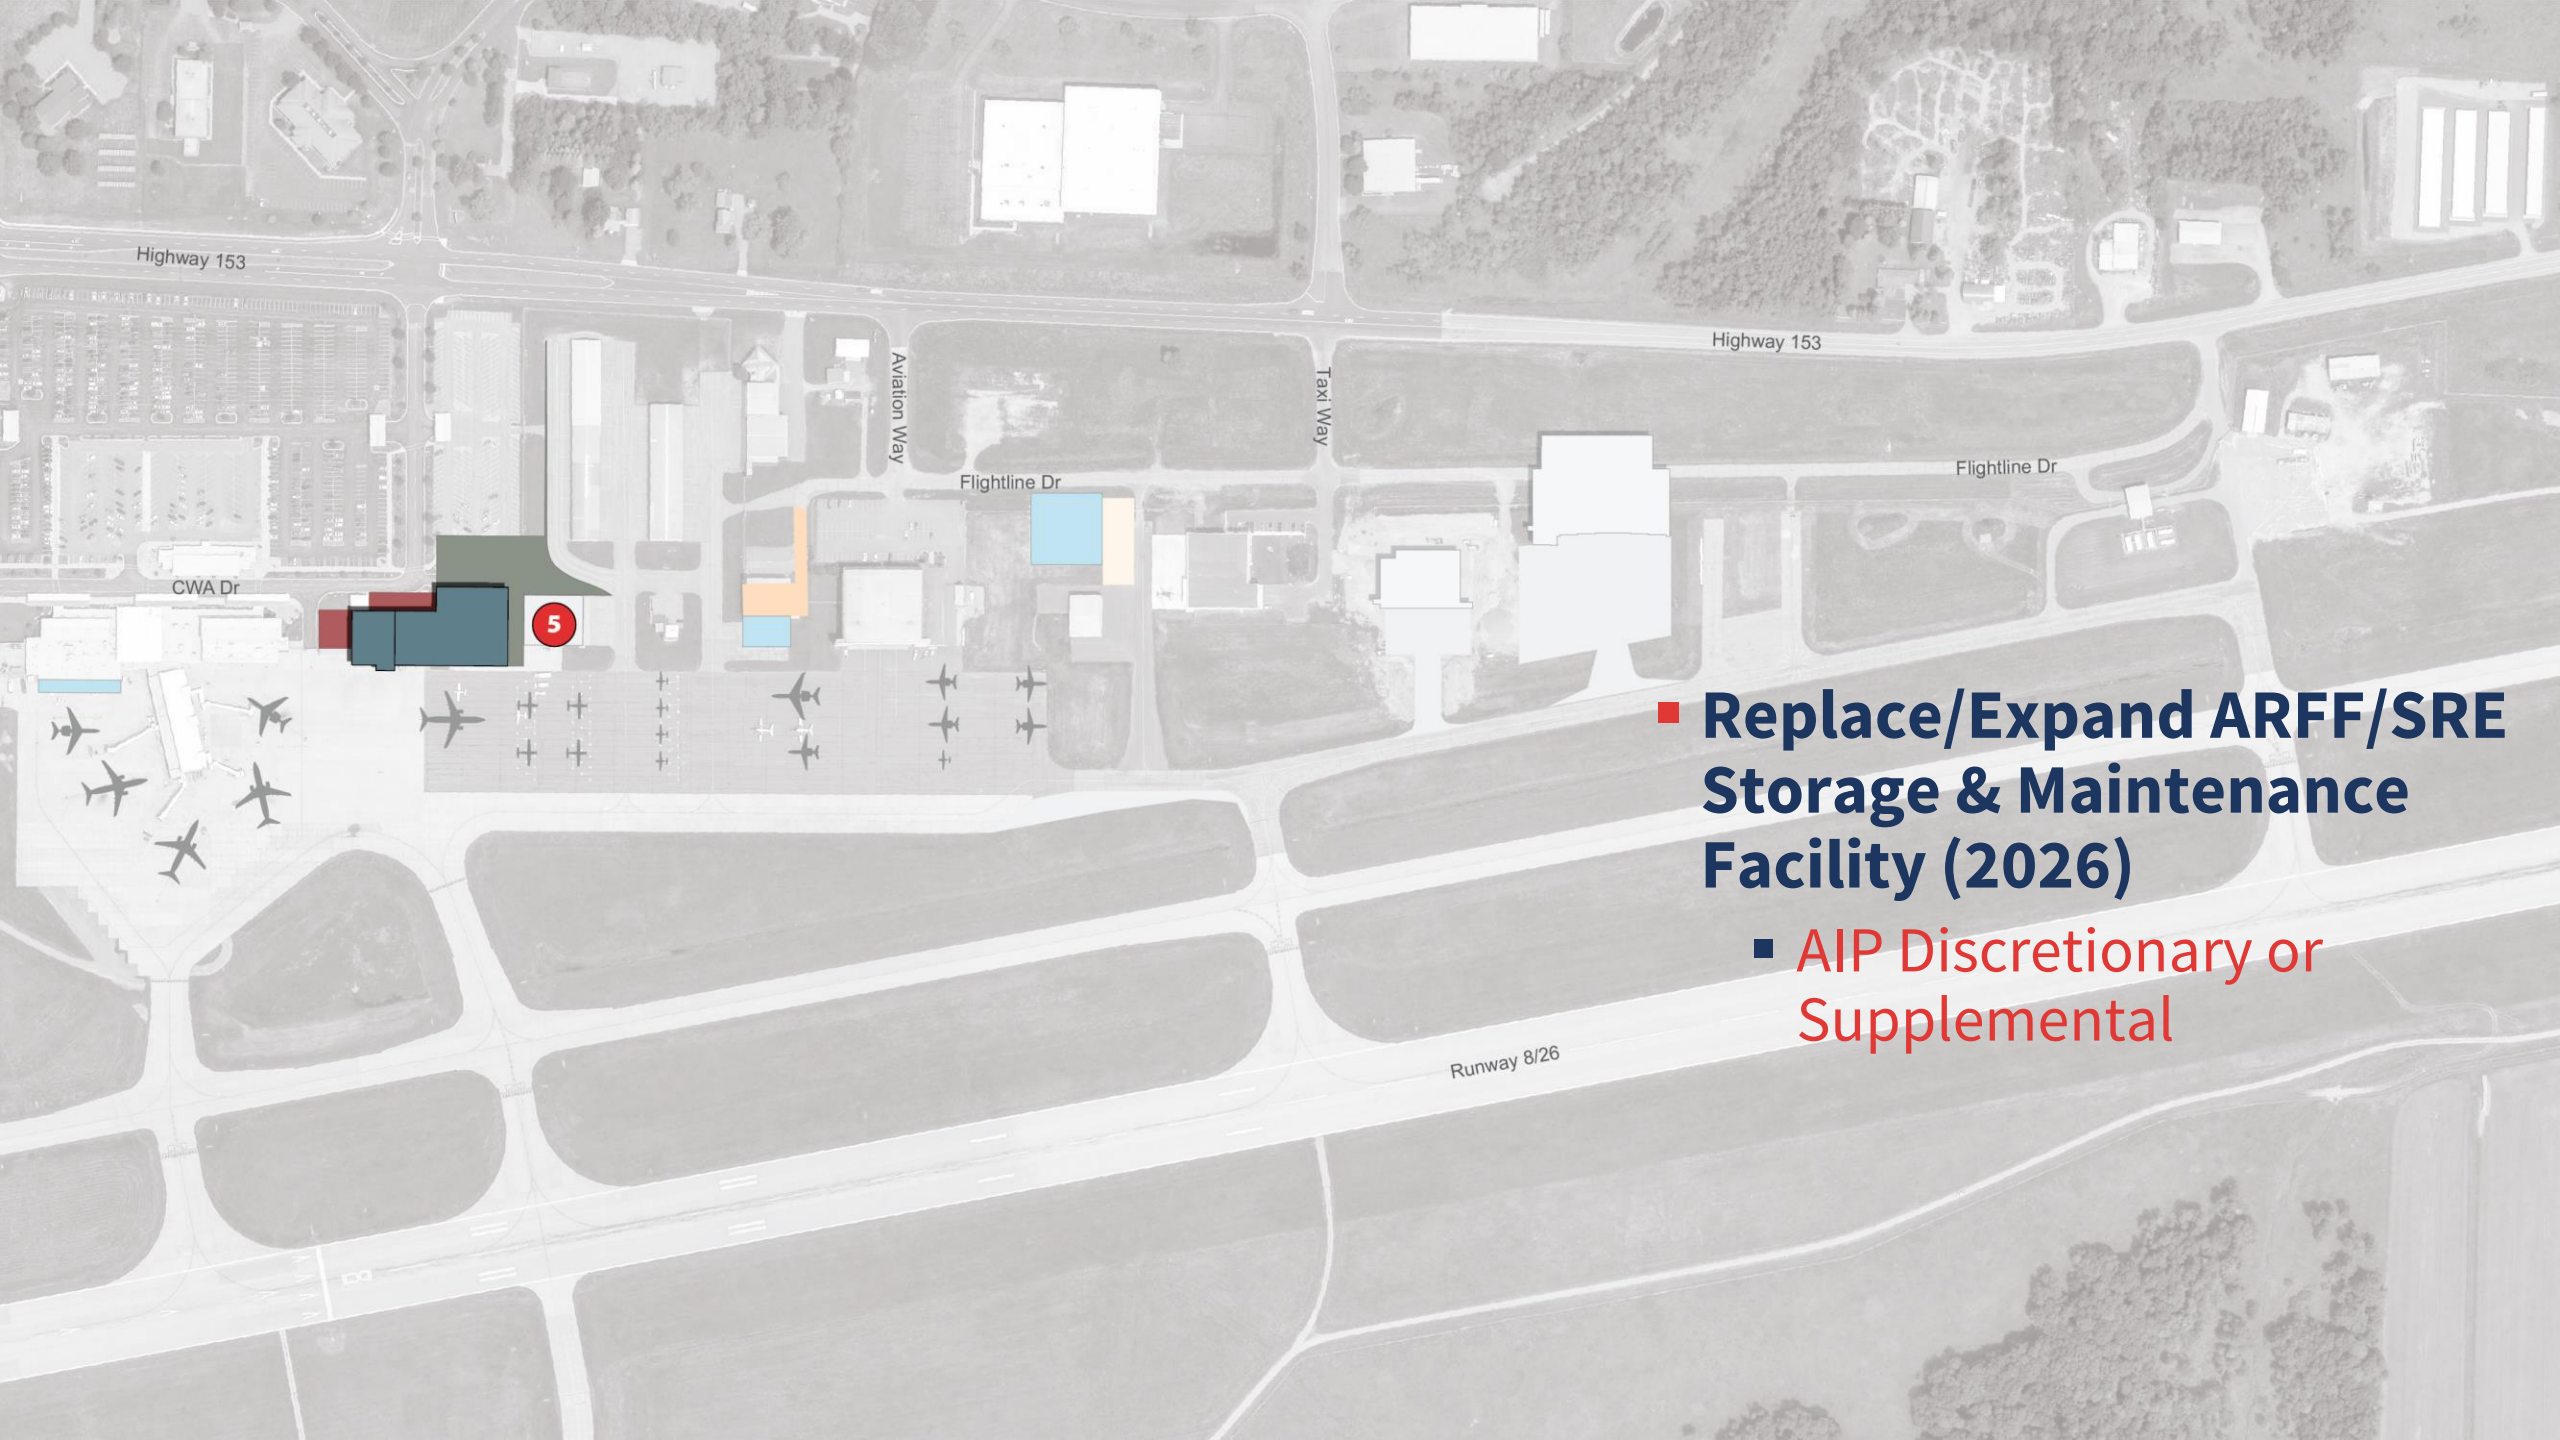 Highway 153
Highway 153
Aviation Way
Taxi Way
Flightline Dr
Flightline Dr
CWA Dr
5
Replace/Expand ARFF/SRE
Storage & Maintenance
Facility (2026)
AIP Discretionary or
Supplemental
Runway 8/26